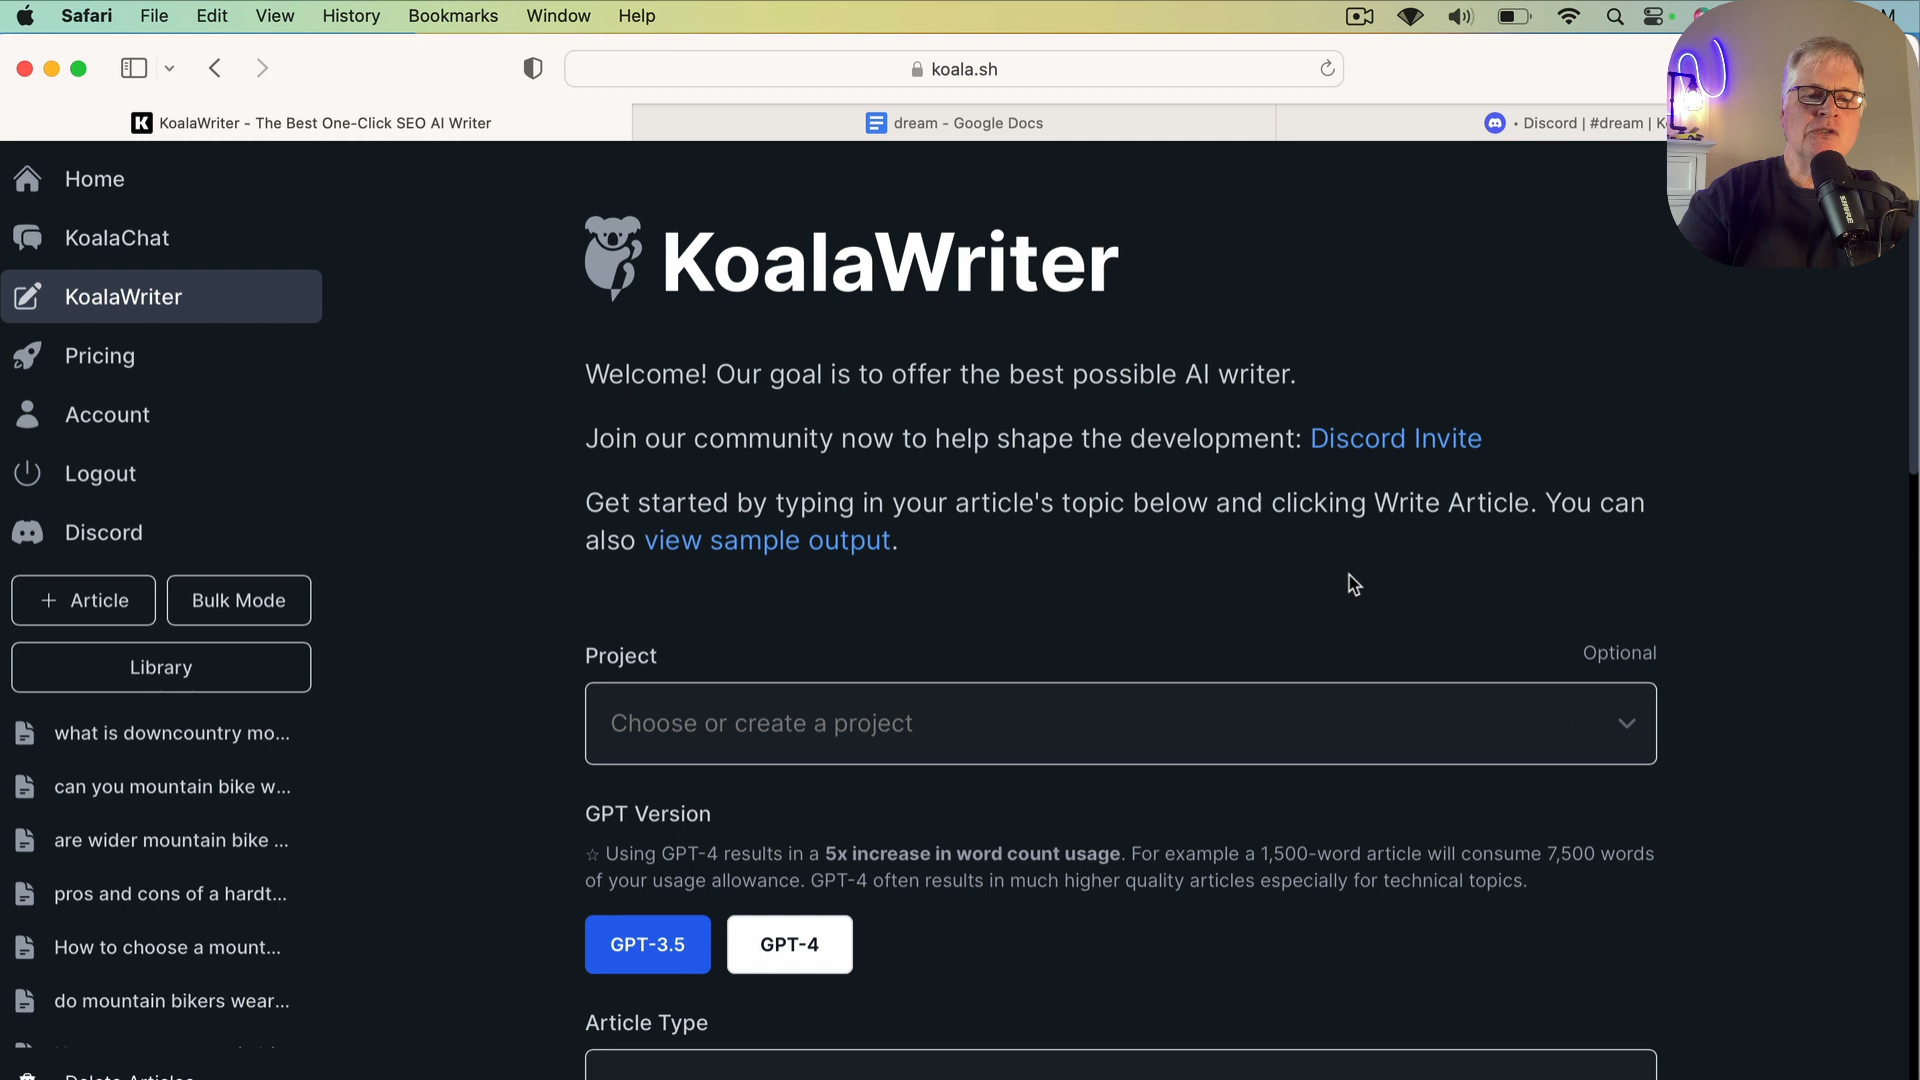 Safari File Edit View History Bookmarks Window Help
koala.sh
KoalaWriter - The Best One-Click SEO AI Writer
dream - Google Docs
• Discord | #dream |
Home
KoalaChat
KoalaWriter
Pricing
Account
Logout
Discord
+ Article
Bulk Mode
Library
what is downcountry mo...
can you mountain bike w...
are wider mountain bike ...
pros and cons of a hardt...
How to choose a mount...
do mountain bikers wear...
Delete Articles
KoalaWriter
Welcome! Our goal is to offer the best possible AI writer.
Join our community now to help shape the development: Discord Invite
Get started by typing in your article's topic below and clicking Write Article. You can
also view sample output.
Project
Optional
Choose or create a project
GPT Version
☆ Using GPT-4 results in a 5x increase in word count usage. For example a 1,500-word article will consume 7,500 words
of your usage allowance. GPT-4 often results in much higher quality articles especially for technical topics.
GPT-3.5
GPT-4
Article Type
SHURE